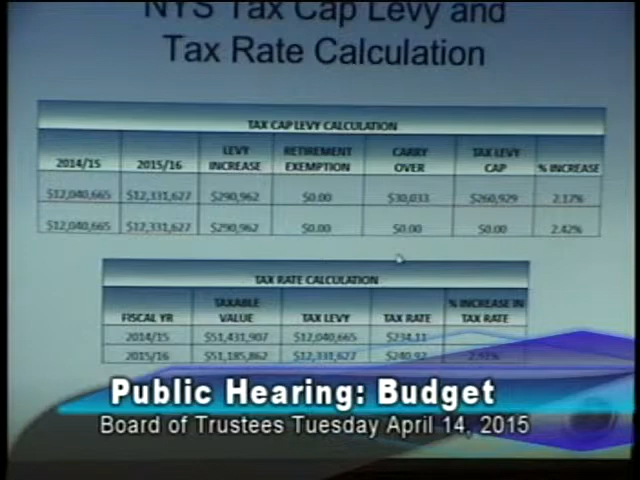 NYS Tax Cap Levy and
Tax Rate Calculation
TAX CAP LEVY CALCULATION
2014/15 2015/16 LEVY INCREASE RETIREMENT EXEMPTION CARRY OVER TAX LEVY CAP % INCREASE
$12,040,665 $12,331,627 $290,962 $0.00 $30,033 $260,929 2.17%
$12,040,665 $12,331,627 $290,962 $0.00 $0.00 $0.00 2.42%
TAX RATE CALCULATION
FISCAL YR TAXABLE VALUE TAX LEVY TAX RATE % INCREASE IN TAX RATE
2014/15 $51,431,907 $12,040,665 $234.11
2015/16 $51,185,862 $12,331,627 $240.92
Public Hearing: Budget
Board of Trustees Tuesday April 14, 2015